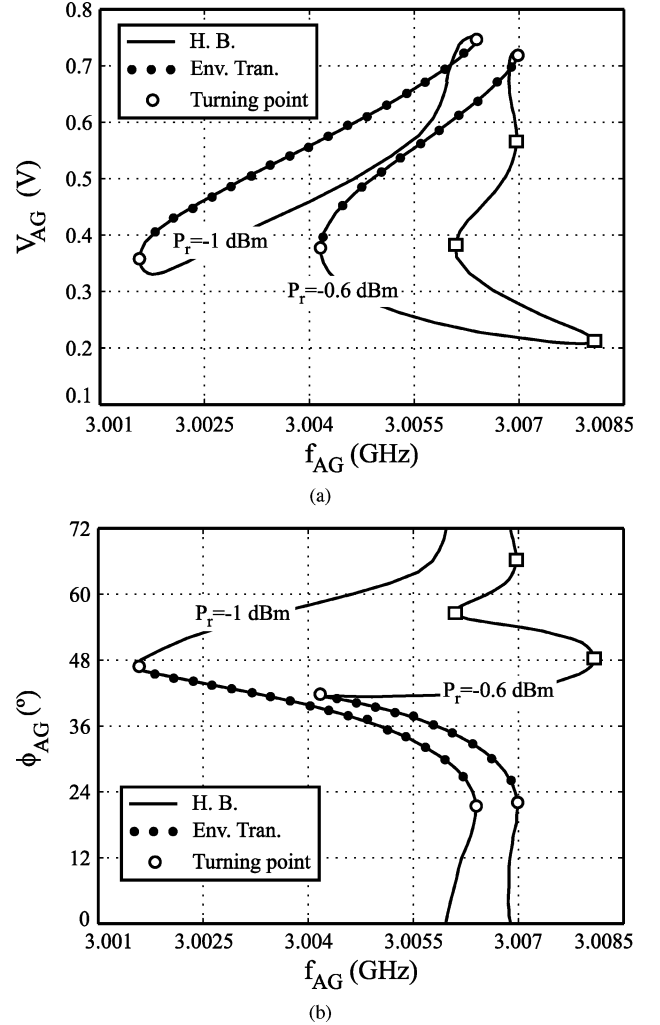 0.8
0.7
0.6
0.5
0.4
0.3
0.2
0.1
V_AG (V)
H. B.
Env. Tran.
Turning point
P_r=-1 dBm
P_r=-0.6 dBm
3.001 3.0025 3.004 3.0055 3.007 3.0085
f_AG (GHz)
(a)
72
60
48
36
24
12
0
ϕ_AG (º)
P_r=-1 dBm
P_r=-0.6 dBm
H. B.
Env. Tran.
Turning point
3.001 3.0025 3.004 3.0055 3.007 3.0085
f_AG (GHz)
(b)